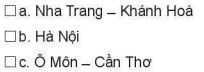 ☐ a. Nha Trang – Khánh Hoà
☐ b. Hà Nội
☐ c. Ô Môn – Cần Thơ